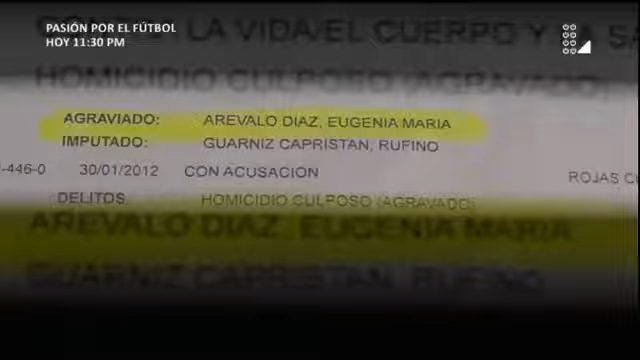 PASIÓN POR EL FÚTBOL
HOY 11:30 PM
LA VIDA/EL CUERPO Y
HOMICIDIO CULPOSO (AGRAVADO)
AGRAVIADO: AREVALO DIAZ, EUGENIA MARIA
IMPUTADO: GUARNIZ CAPRISTAN, RUFINO
-446-0 30/01/2012 CON ACUSACION ROJAS
DELITOS: HOMICIDIO CULPOSO (AGRAVADO)
AREVALO DIAZ, EUGENIA MARIA
GUARNIZ CAPRISTAN, RUFINO